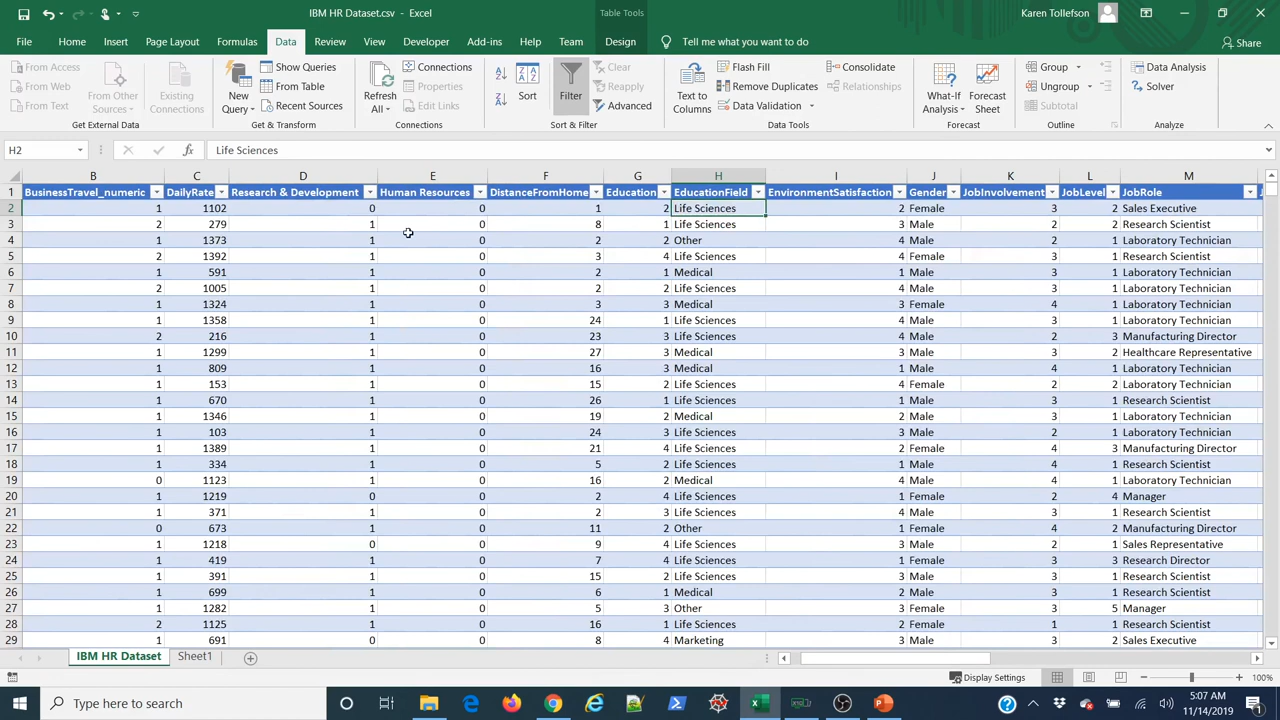 IBM HR Dataset.csv - Excel
Table Tools
Karen Tollefson
File Home Insert Page Layout Formulas Data Review View Developer Add-ins Help Team Design Tell me what you want to do Share
From Access
From Web
From Text
From Other Sources
Existing Connections
Get External Data
New Query
Show Queries
From Table
Recent Sources
Get & Transform
Refresh All
Connections
Properties
Edit Links
Connections
Sort
Filter
Clear
Reapply
Advanced
Sort & Filter
Text to Columns
Flash Fill
Remove Duplicates
Data Validation
Consolidate
Relationships
Data Tools
What-If Analysis
Forecast Sheet
Forecast
Group
Ungroup
Subtotal
Outline
Data Analysis
Solver
Analyze
H2 fx Life Sciences
B C D E F G H I J K L M
1 BusinessTravel_numeric DailyRate Research & Development Human Resources DistanceFromHome Education EducationField EnvironmentSatisfaction Gender JobInvolvement JobLevel JobRole
2 1 1102 0 0 1 2 Life Sciences 2 Female 3 2 Sales Executive
3 2 279 1 0 8 1 Life Sciences 3 Male 2 2 Research Scientist
4 1 1373 1 0 2 2 Other 4 Male 2 1 Laboratory Technician
5 2 1392 1 0 3 4 Life Sciences 4 Female 3 1 Research Scientist
6 1 591 1 0 2 1 Medical 1 Male 3 1 Laboratory Technician
7 2 1005 1 0 2 2 Life Sciences 4 Male 3 1 Laboratory Technician
8 1 1324 1 0 3 3 Medical 3 Female 4 1 Laboratory Technician
9 1 1358 1 0 24 1 Life Sciences 4 Male 3 1 Laboratory Technician
10 2 216 1 0 23 3 Life Sciences 4 Male 2 3 Manufacturing Director
11 1 1299 1 0 27 3 Medical 3 Male 3 2 Healthcare Representative
12 1 809 1 0 16 3 Medical 1 Male 4 1 Laboratory Technician
13 1 153 1 0 15 2 Life Sciences 4 Female 2 2 Laboratory Technician
14 1 670 1 0 26 1 Life Sciences 1 Male 3 1 Research Scientist
15 1 1346 1 0 19 2 Medical 2 Male 3 1 Laboratory Technician
16 1 103 1 0 24 3 Life Sciences 3 Male 2 1 Laboratory Technician
17 1 1389 1 0 21 4 Life Sciences 2 Female 4 3 Manufacturing Director
18 1 334 1 0 5 2 Life Sciences 1 Male 4 1 Research Scientist
19 0 1123 1 0 16 2 Medical 4 Male 4 1 Laboratory Technician
20 1 1219 0 0 2 4 Life Sciences 1 Female 2 4 Manager
21 1 371 1 0 2 3 Life Sciences 4 Male 3 1 Research Scientist
22 0 673 1 0 11 2 Other 1 Female 4 2 Manufacturing Director
23 1 1218 0 0 9 4 Life Sciences 3 Male 2 1 Sales Representative
24 1 419 1 0 7 4 Life Sciences 1 Female 3 3 Research Director
25 1 391 1 0 15 2 Life Sciences 3 Male 3 1 Research Scientist
26 1 699 1 0 6 1 Medical 2 Male 3 1 Research Scientist
27 1 1282 1 0 5 3 Other 3 Female 3 5 Manager
28 2 1125 1 0 16 1 Life Sciences 2 Female 1 1 Research Scientist
29 1 691 0 0 8 4 Marketing 3 Male 3 2 Sales Executive
IBM HR Dataset Sheet1
Display Settings 100%
Type here to search
5:07 AM
11/14/2019